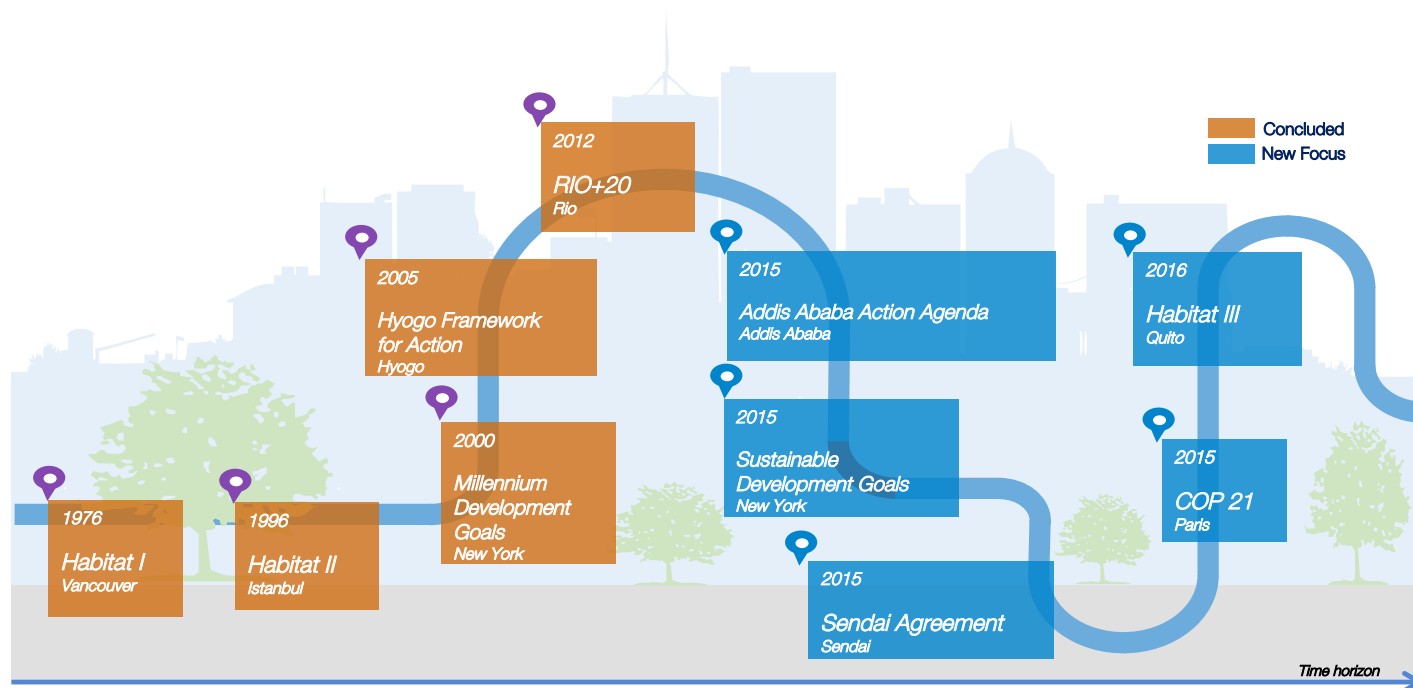 1976
Habitat I
Vancouver
1996
Habitat II
Istanbul
2000
Millennium
Development
Goals
New York
2005
Hyogo Framework
for Action
Hyogo
2012
RIO+20
Rio
2015
Addis Ababa Action Agenda
Addis Ababa
2015
Sustainable
Development Goals
New York
2015
Sendai Agreement
Sendai
2015
COP 21
Paris
2016
Habitat III
Quito
Concluded
New Focus
Time horizon